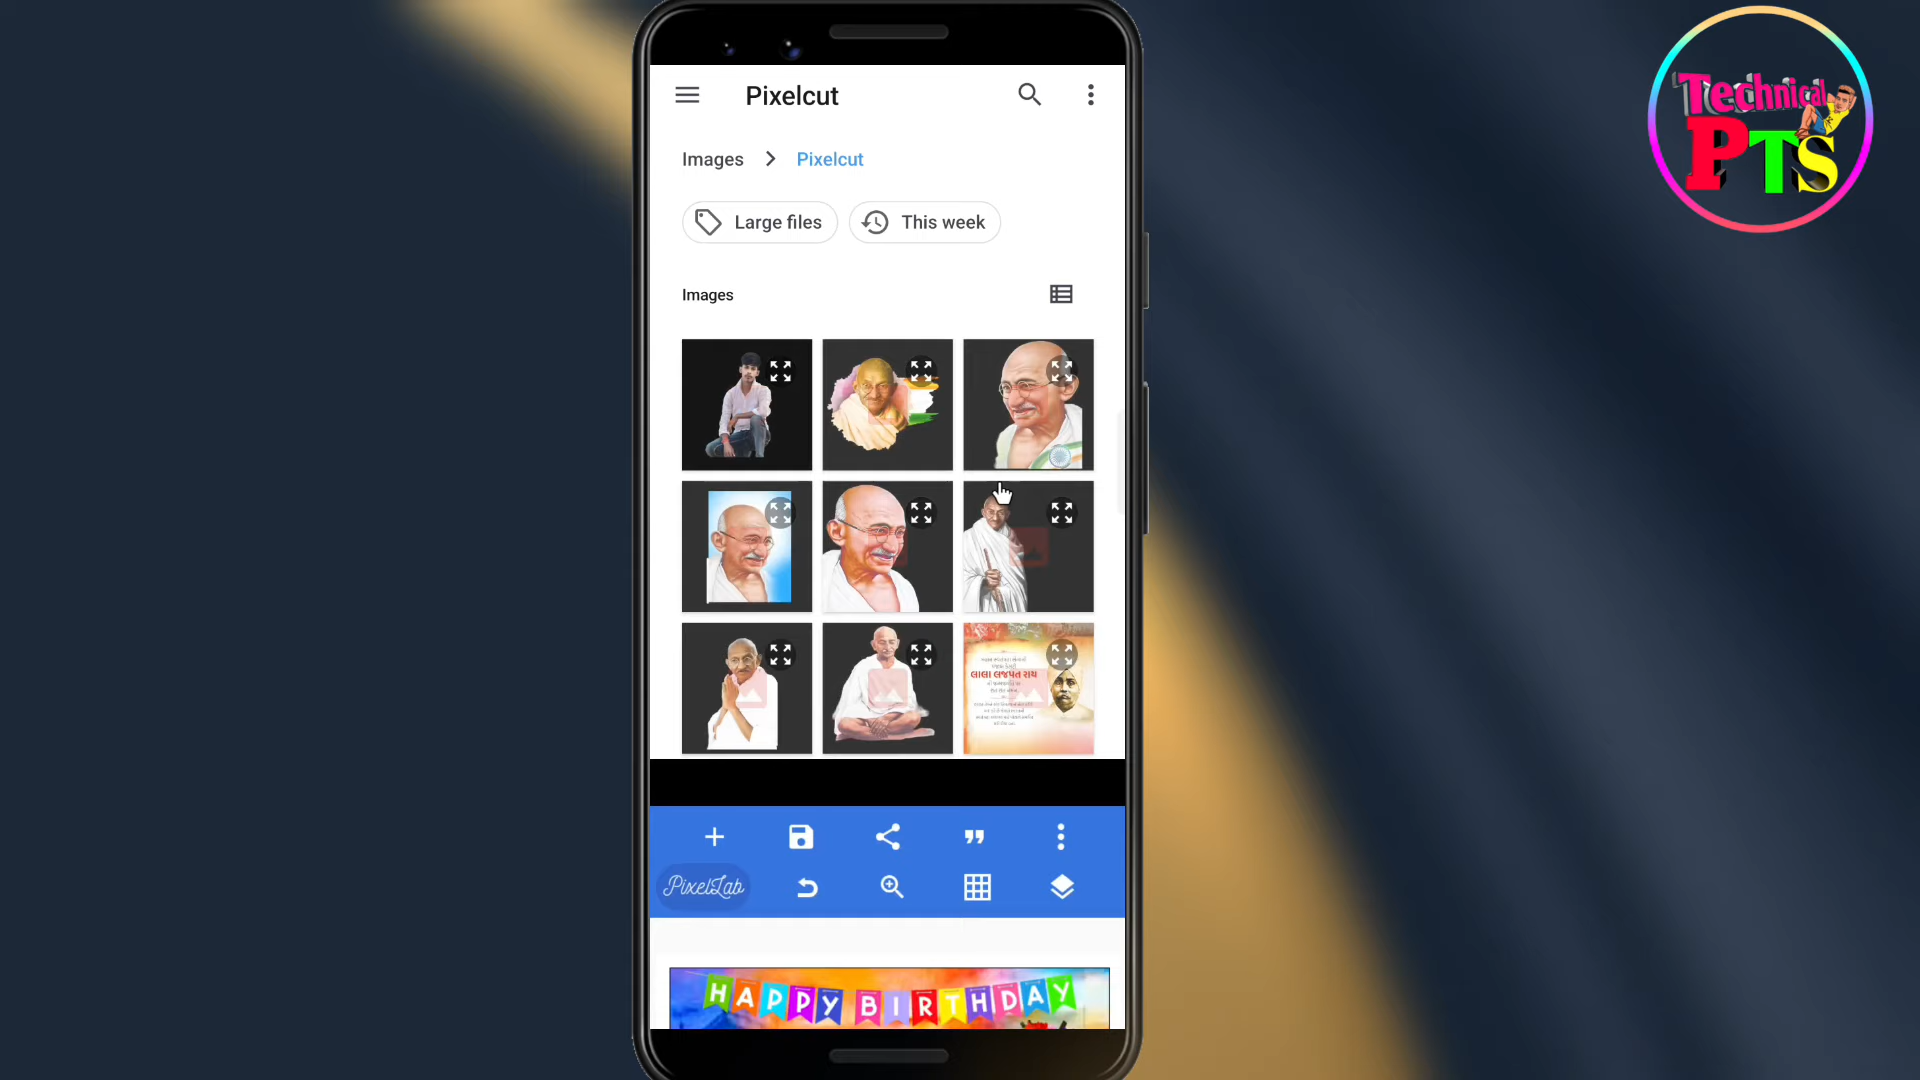 Pixelcut
Images
Pixelcut
Large files
This week
Images
લાલા લજપત રાય
PixelLab
HAPPY BIRTHDAY
Technical
PTS